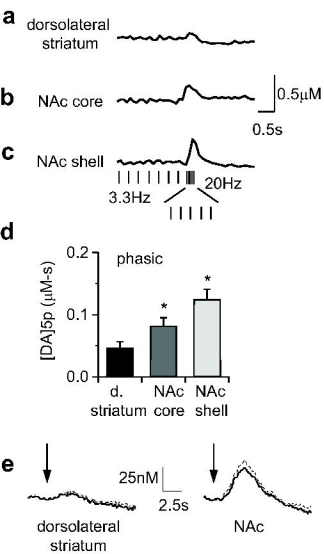 a
dorsolateral
striatum
b
NAc core
0.5μM
0.5s
c
NAc shell
3.3Hz
20Hz
d
phasic
[DA]5p (μM-s)
0.2
0.1
0.0
*
*
d.
striatum
NAc
core
NAc
shell
e
25nM
2.5s
dorsolateral
striatum
NAc